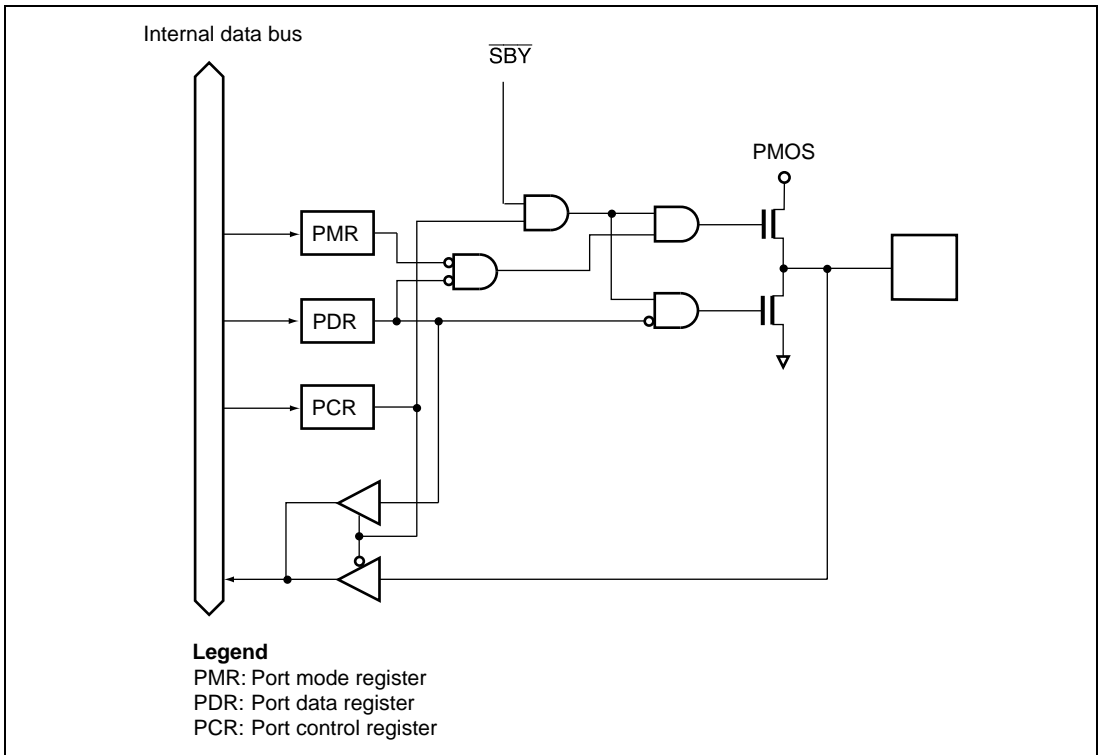 Internal data bus
S̅B̅Y̅
PMOS
PMR
PDR
PCR
Legend
PMR: Port mode register
PDR: Port data register
PCR: Port control register